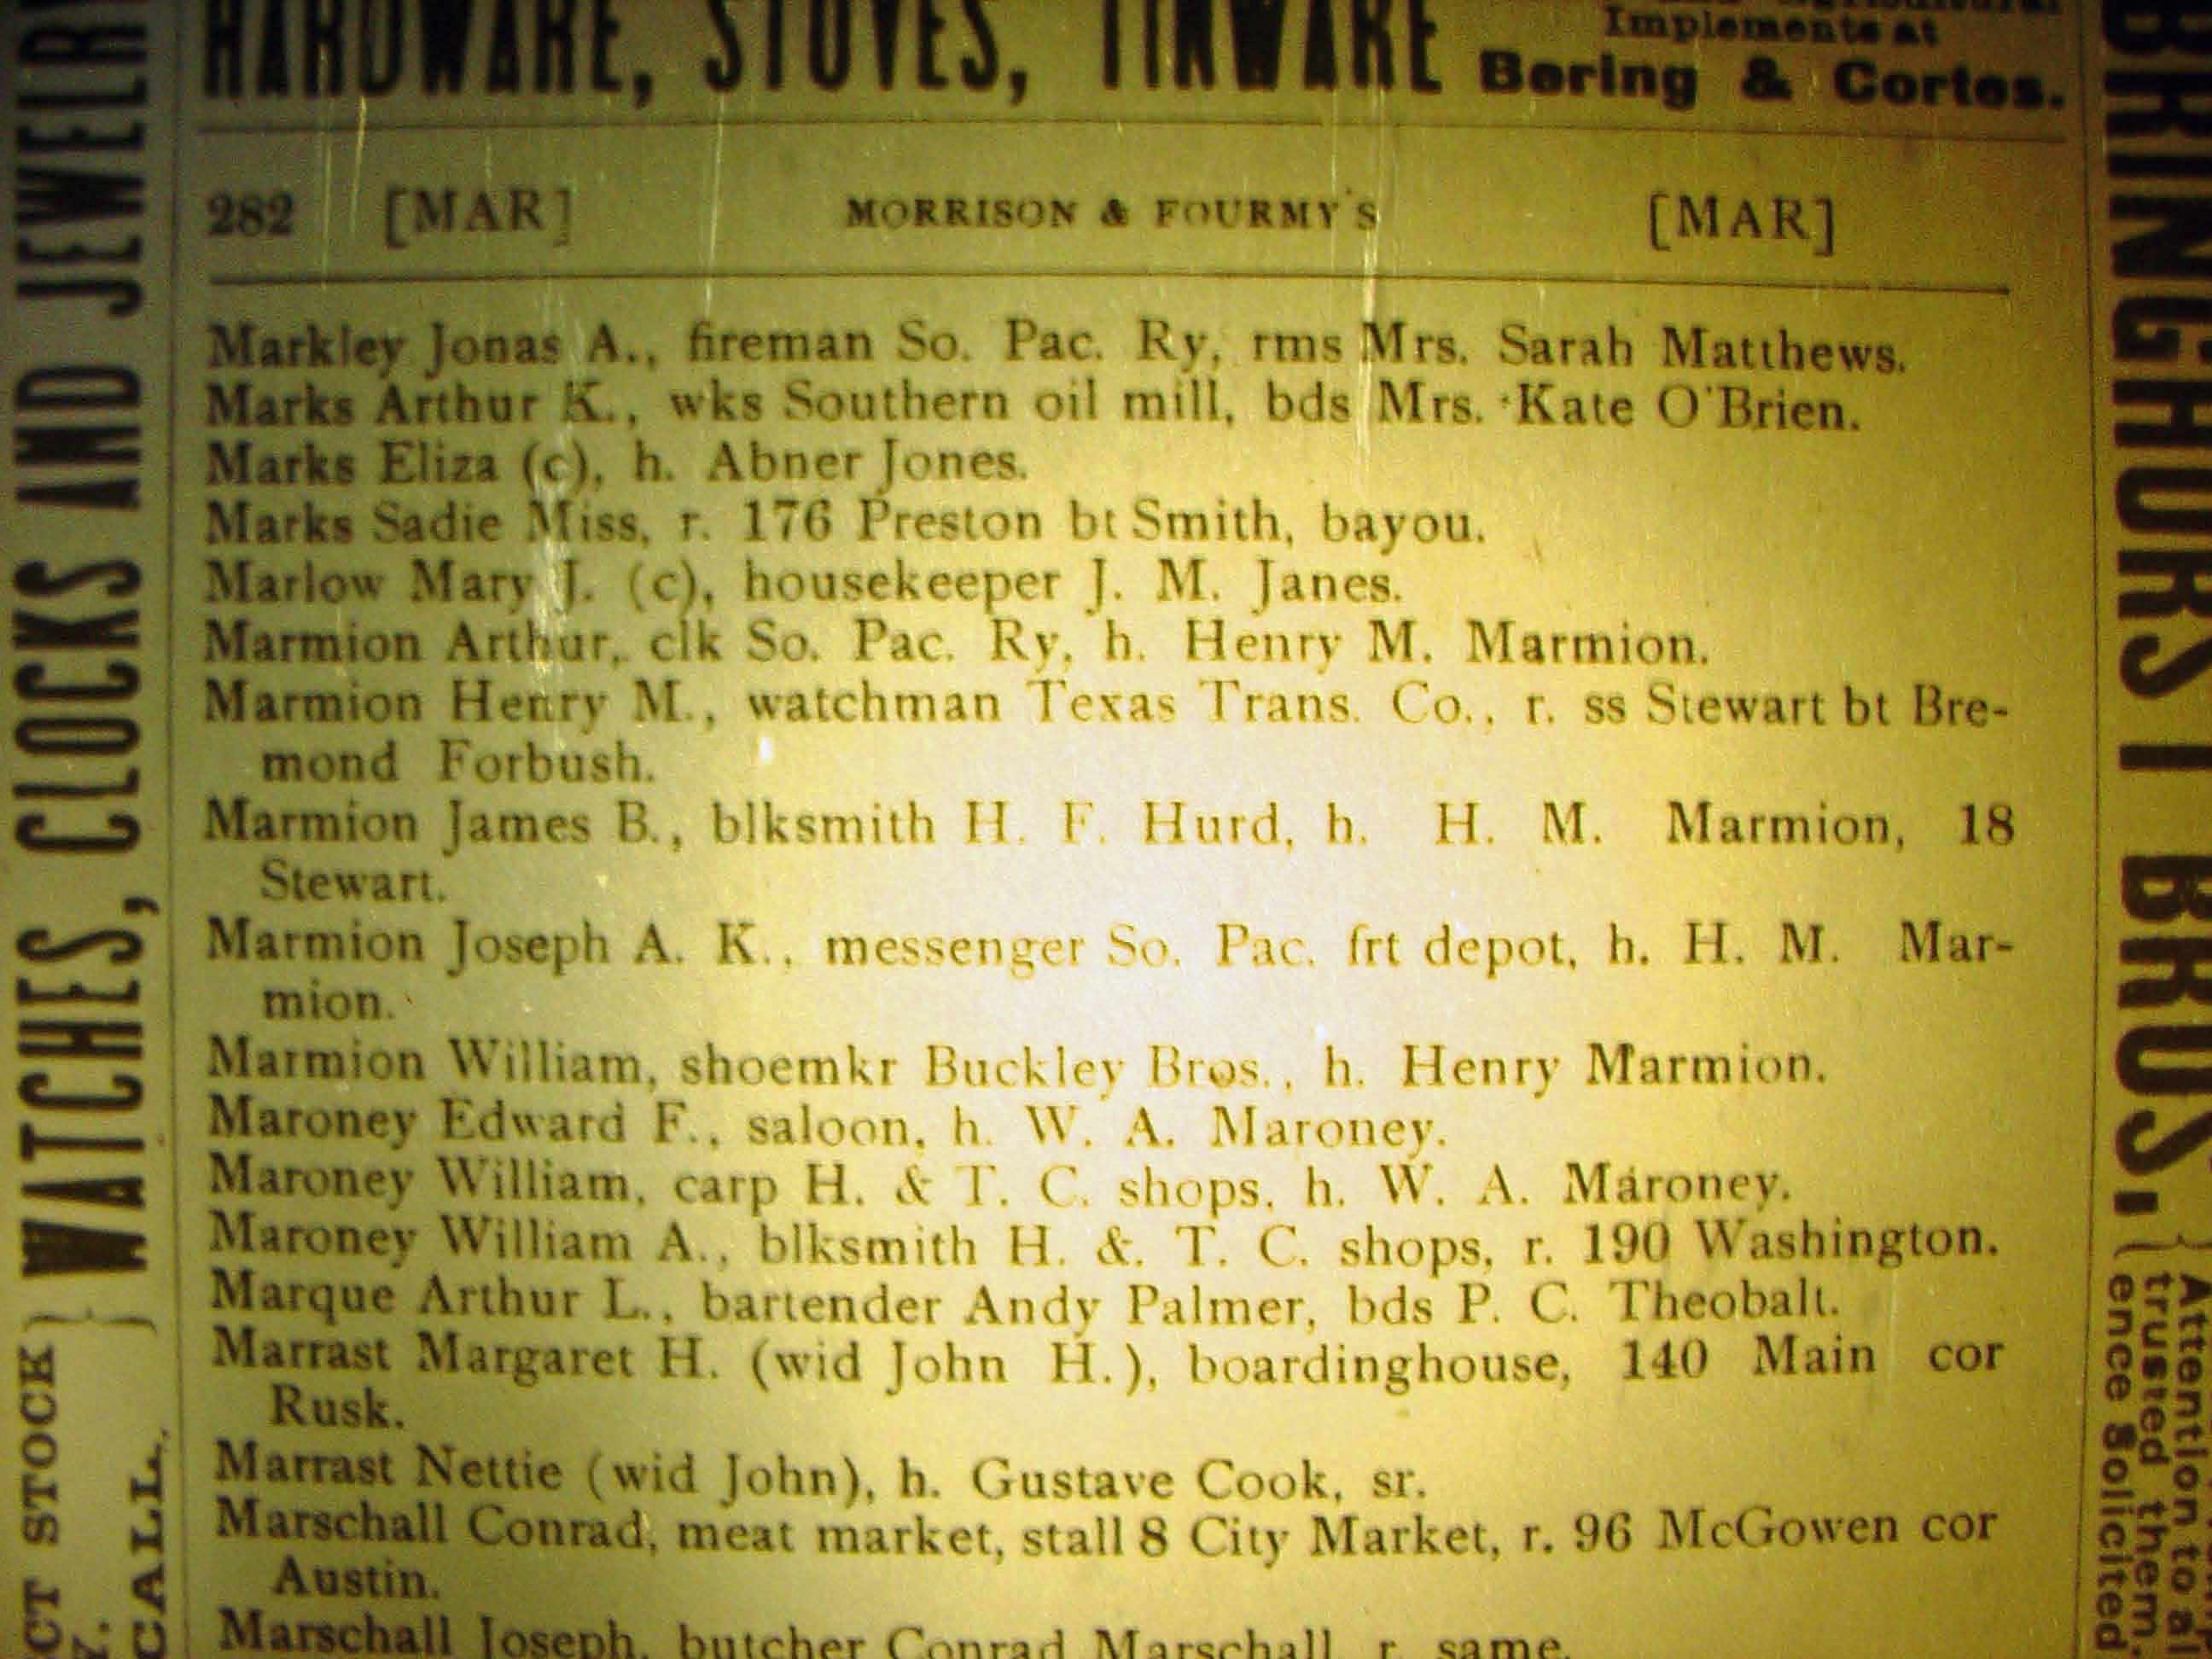 HARDWARE, STOVES, TINWARE
Implements at
Bering & Cortes.
282 [MAR] MORRISON & FOURMY'S [MAR]
Markley Jonas A., fireman So. Pac. Ry, rms Mrs. Sarah Matthews.
Marks Arthur K., wks Southern oil mill, bds Mrs. Kate O'Brien.
Marks Eliza (c), h. Abner Jones.
Marks Sadie Miss, r. 176 Preston bt Smith, bayou.
Marlow Mary J. (c), housekeeper J. M. Janes.
Marmion Arthur, clk So. Pac. Ry, h. Henry M. Marmion.
Marmion Henry M., watchman Texas Trans. Co., r. ss Stewart bt Bre-
mond Forbush.
Marmion James B., blksmith H. F. Hurd, h. H. M. Marmion, 18
Stewart.
Marmion Joseph A. K., messenger So. Pac. frt depot, h. H. M. Mar-
mion.
Marmion William, shoemkr Buckley Bros., h. Henry Marmion.
Maroney Edward F., saloon, h. W. A. Maroney.
Maroney William, carp H. & T. C. shops, h. W. A. Maroney.
Maroney William A., blksmith H. &. T. C. shops, r. 190 Washington.
Marque Arthur L., bartender Andy Palmer, bds P. C. Theobalt.
Marrast Margaret H. (wid John H.), boardinghouse, 140 Main cor
Rusk.
Marrast Nettie (wid John), h. Gustave Cook, sr.
Marschall Conrad, meat market, stall 8 City Market, r. 96 McGowen cor
Austin.
Marschall Joseph, butcher Conrad Marschall, r. same.
WATCHES, CLOCKS AND JEWELRY
STOCK
CALL.
BRINGHURST BROS.
Attention to
trusted them.
ence Solicited